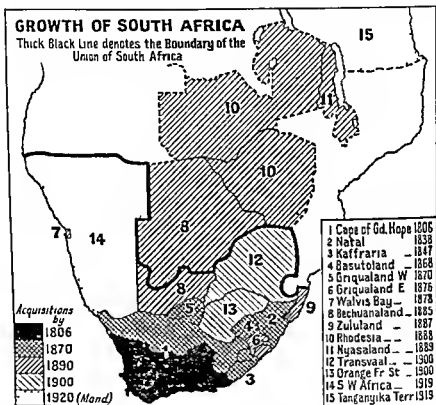 GROWTH OF SOUTH AFRICA
Thick Black Line denotes the Boundary of the
Union of South Africa
15
11
10
10
7
14
8
12
8
5
13
9
4
2
6
1
3
Acquisitions
by
1806
1870
1890
1900
1920 (Mand)
1 Cape of Gd. Hope 1806
2 Natal 1838
3 Kaffraria 1847
4 Basutoland 1868
5 Griqualand W 1870
6 Griqualand E 1876
7 Walvis Bay 1878
8 Bechuanaland 1885
9 Zululand 1887
10 Rhodesia 1888
11 Nyasaland 1889
12 Transvaal 1900
13 Orange Fr St 1900
14 S W Africa 1919
15 Tanganyika Terr 1919